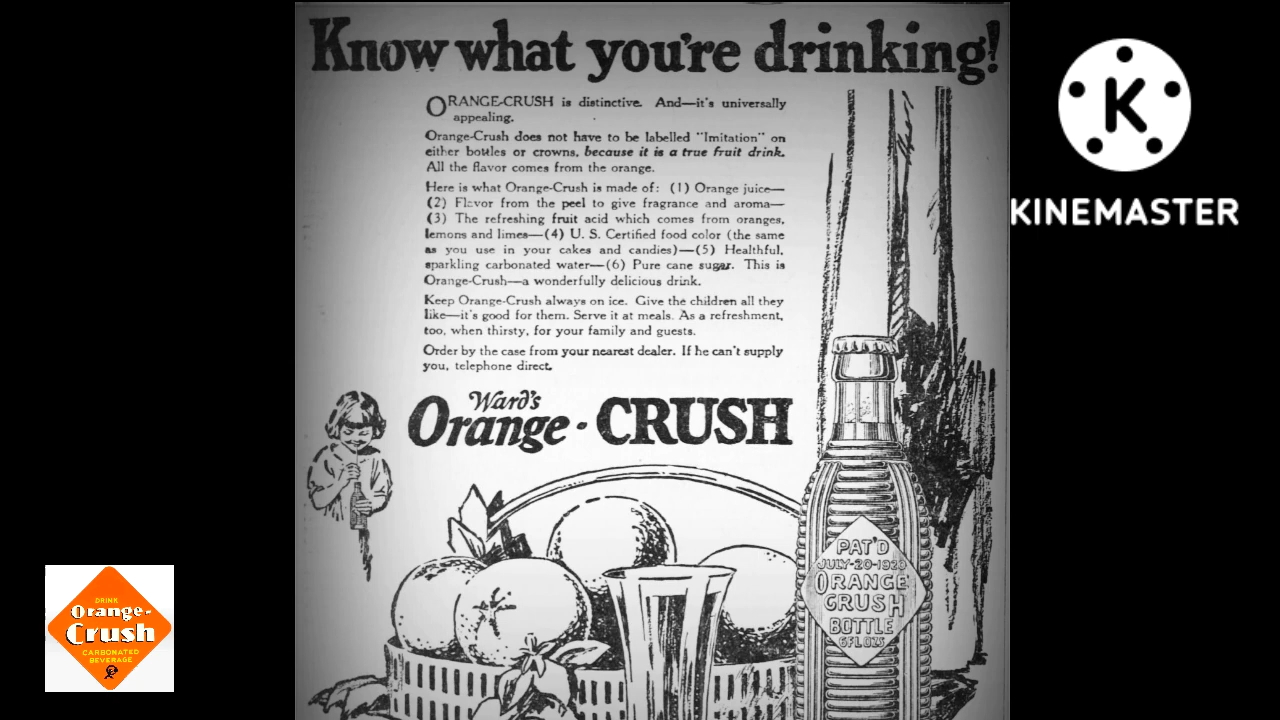 Know what you're drinking!
ORANGE-CRUSH is distinctive. And—it's universally
appealing.
Orange-Crush does not have to be labelled "Imitation" on
either bottles or crowns, because it is a true fruit drink.
All the flavor comes from the orange.
Here is what Orange-Crush is made of: (1) Orange juice—
(2) Flavor from the peel to give fragrance and aroma—
(3) The refreshing fruit acid which comes from oranges,
lemons and limes—(4) U. S. Certified food color (the same
as you use in your cakes and candies)—(5) Healthful,
sparkling carbonated water—(6) Pure cane sugar. This is
Orange-Crush—a wonderfully delicious drink.
Keep Orange-Crush always on ice. Give the children all they
like—it's good for them. Serve it at meals. As a refreshment,
too, when thirsty, for your family and guests.
Order by the case from your nearest dealer. If he can't supply
you, telephone direct.
Ward's
Orange-CRUSH
PAT'D
JULY-20-1920
ORANGE
CRUSH
BOTTLE
6 FL OZS
DRINK
Orange-
Crush
CARBONATED
BEVERAGE
K
KINEMASTER